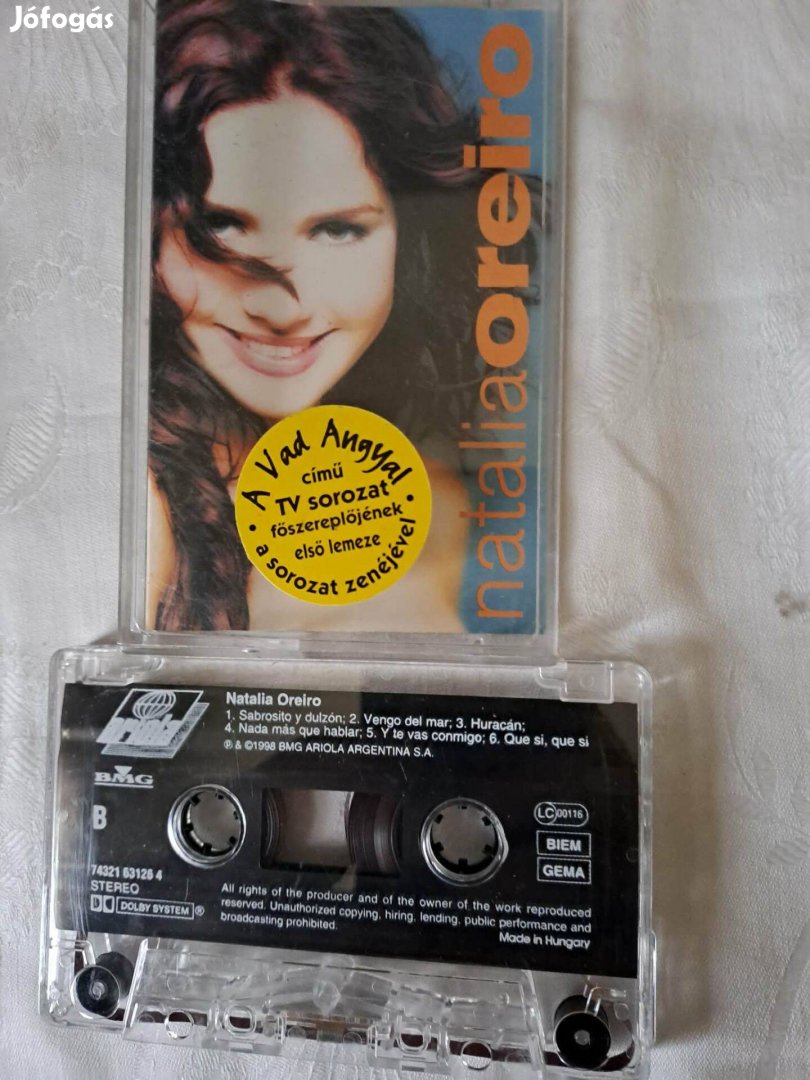 Jófogás
nataliaoreiro
• A Vad Angyal •
című
TV sorozat
főszereplőjének
első lemeze
a sorozat zenéjével
ariola
Natalia Oreiro
1. Sabrosito y dulzón; 2. Vengo del mar; 3. Huracán;
4. Nada más que hablar; 5. Y te vas conmigo; 6. Que si, que si
℗ & ©1998 BMG ARIOLA ARGENTINA S.A.
BMG
B
LC 00116
BIEM
GEMA
74321 63126 4
STEREO
DOLBY SYSTEM ®
All rights of the producer and of the owner of the work reproduced
reserved. Unauthorized copying, hiring, lending, public performance and
broadcasting prohibited.
Made in Hungary